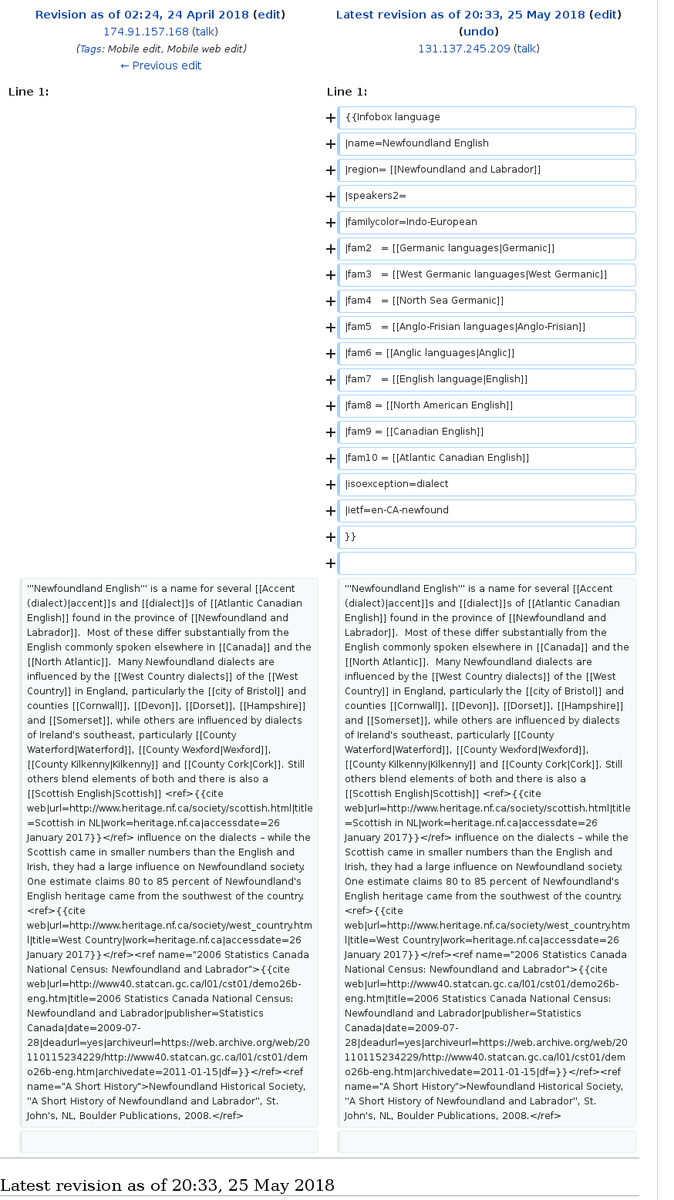 Revision as of 02:24, 24 April 2018 (edit)
174.91.157.168 (talk)
(Tags: Mobile edit, Mobile web edit)
← Previous edit
Latest revision as of 20:33, 25 May 2018 (edit)
(undo)
131.137.245.209 (talk)
Line 1:
Line 1:
+ {{Infobox language
+ |name=Newfoundland English
+ |region= [[Newfoundland and Labrador]]
+ |speakers2=
+ |familycolor=Indo-European
+ |fam2   = [[Germanic languages|Germanic]]
+ |fam3   = [[West Germanic languages|West Germanic]]
+ |fam4   = [[North Sea Germanic]]
+ |fam5   = [[Anglo-Frisian languages|Anglo-Frisian]]
+ |fam6 = [[Anglic languages|Anglic]]
+ |fam7   = [[English language|English]]
+ |fam8 = [[North American English]]
+ |fam9 = [[Canadian English]]
+ |fam10 = [[Atlantic Canadian English]]
+ |isoexception=dialect
+ |ietf=en-CA-newfound
+ }}
+
'''Newfoundland English''' is a name for several [[Accent
(dialect)|accent]]s and [[dialect]]s of [[Atlantic Canadian
English]] found in the province of [[Newfoundland and
Labrador]].  Most of these differ substantially from the
English commonly spoken elsewhere in [[Canada]] and the
[[North Atlantic]].  Many Newfoundland dialects are
influenced by the [[West Country dialects]] of the [[West
Country]] in England, particularly the [[city of Bristol]] and
counties [[Cornwall]], [[Devon]], [[Dorset]], [[Hampshire]]
and [[Somerset]], while others are influenced by dialects
of Ireland's southeast, particularly [[County
Waterford|Waterford]], [[County Wexford|Wexford]],
[[County Kilkenny|Kilkenny]] and [[County Cork|Cork]]. Still
others blend elements of both and there is also a
[[Scottish English|Scottish]] <ref>{{cite
web|url=http://www.heritage.nf.ca/society/scottish.html|title
=Scottish in NL|work=heritage.nf.ca|accessdate=26
January 2017}}</ref> influence on the dialects – while the
Scottish came in smaller numbers than the English and
Irish, they had a large influence on Newfoundland society.
One estimate claims 80 to 85 percent of Newfoundland's
English heritage came from the southwest of the country.
<ref>{{cite
web|url=http://www.heritage.nf.ca/society/west_country.htm
l|title=West Country|work=heritage.nf.ca|accessdate=26
January 2017}}</ref><ref name="2006 Statistics Canada
National Census: Newfoundland and Labrador">{{cite
web|url=http://www40.statcan.gc.ca/l01/cst01/demo26b-
eng.htm|title=2006 Statistics Canada National Census:
Newfoundland and Labrador|publisher=Statistics
Canada|date=2009-07-
28|deadurl=yes|archiveurl=https://web.archive.org/web/20
110115234229/http://www40.statcan.gc.ca/l01/cst01/dem
o26b-eng.htm|archivedate=2011-01-15|df=}}</ref><ref
name="A Short History">Newfoundland Historical Society,
''A Short History of Newfoundland and Labrador'', St.
John's, NL, Boulder Publications, 2008.</ref>
'''Newfoundland English''' is a name for several [[Accent
(dialect)|accent]]s and [[dialect]]s of [[Atlantic Canadian
English]] found in the province of [[Newfoundland and
Labrador]].  Most of these differ substantially from the
English commonly spoken elsewhere in [[Canada]] and the
[[North Atlantic]].  Many Newfoundland dialects are
influenced by the [[West Country dialects]] of the [[West
Country]] in England, particularly the [[city of Bristol]] and
counties [[Cornwall]], [[Devon]], [[Dorset]], [[Hampshire]]
and [[Somerset]], while others are influenced by dialects
of Ireland's southeast, particularly [[County
Waterford|Waterford]], [[County Wexford|Wexford]],
[[County Kilkenny|Kilkenny]] and [[County Cork|Cork]]. Still
others blend elements of both and there is also a
[[Scottish English|Scottish]] <ref>{{cite
web|url=http://www.heritage.nf.ca/society/scottish.html|title
=Scottish in NL|work=heritage.nf.ca|accessdate=26
January 2017}}</ref> influence on the dialects – while the
Scottish came in smaller numbers than the English and
Irish, they had a large influence on Newfoundland society.
One estimate claims 80 to 85 percent of Newfoundland's
English heritage came from the southwest of the country.
<ref>{{cite
web|url=http://www.heritage.nf.ca/society/west_country.htm
l|title=West Country|work=heritage.nf.ca|accessdate=26
January 2017}}</ref><ref name="2006 Statistics Canada
National Census: Newfoundland and Labrador">{{cite
web|url=http://www40.statcan.gc.ca/l01/cst01/demo26b-
eng.htm|title=2006 Statistics Canada National Census:
Newfoundland and Labrador|publisher=Statistics
Canada|date=2009-07-
28|deadurl=yes|archiveurl=https://web.archive.org/web/20
110115234229/http://www40.statcan.gc.ca/l01/cst01/dem
o26b-eng.htm|archivedate=2011-01-15|df=}}</ref><ref
name="A Short History">Newfoundland Historical Society,
''A Short History of Newfoundland and Labrador'', St.
John's, NL, Boulder Publications, 2008.</ref>
Latest revision as of 20:33, 25 May 2018